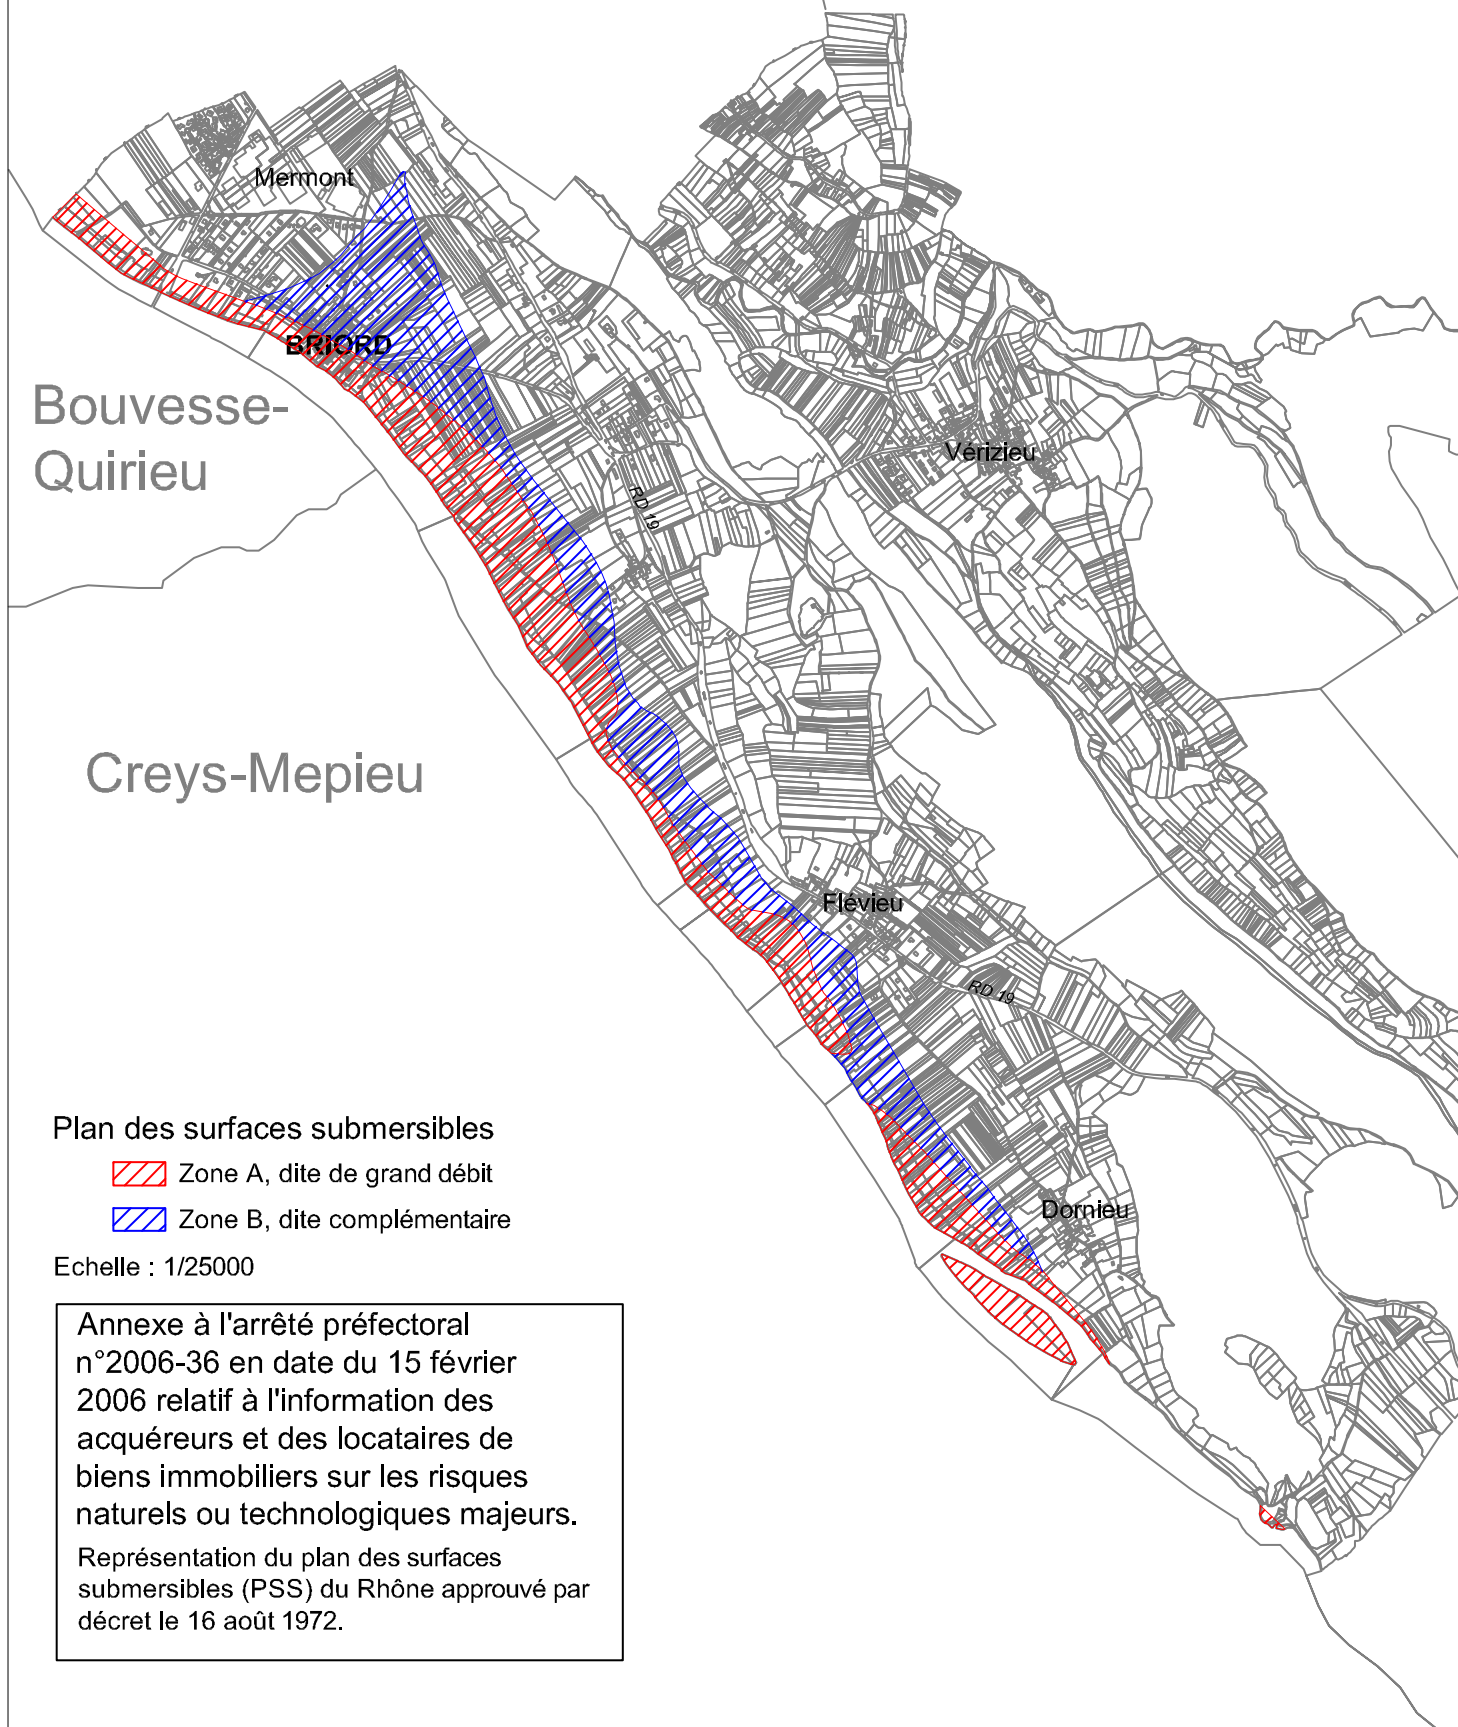 Mermont
BRIORD
Bouvesse-
Quirieu
Vérizieu
RD 19
Creys-Mepieu
Flévieu
RD 19
Dornieu
Plan des surfaces submersibles
Zone A, dite de grand débit
Zone B, dite complémentaire
Echelle : 1/25000
Annexe à l'arrêté préfectoral
n°2006-36 en date du 15 février
2006 relatif à l'information des
acquéreurs et des locataires de
biens immobiliers sur les risques
naturels ou technologiques majeurs.
Représentation du plan des surfaces
submersibles (PSS) du Rhône approuvé par
décret le 16 août 1972.